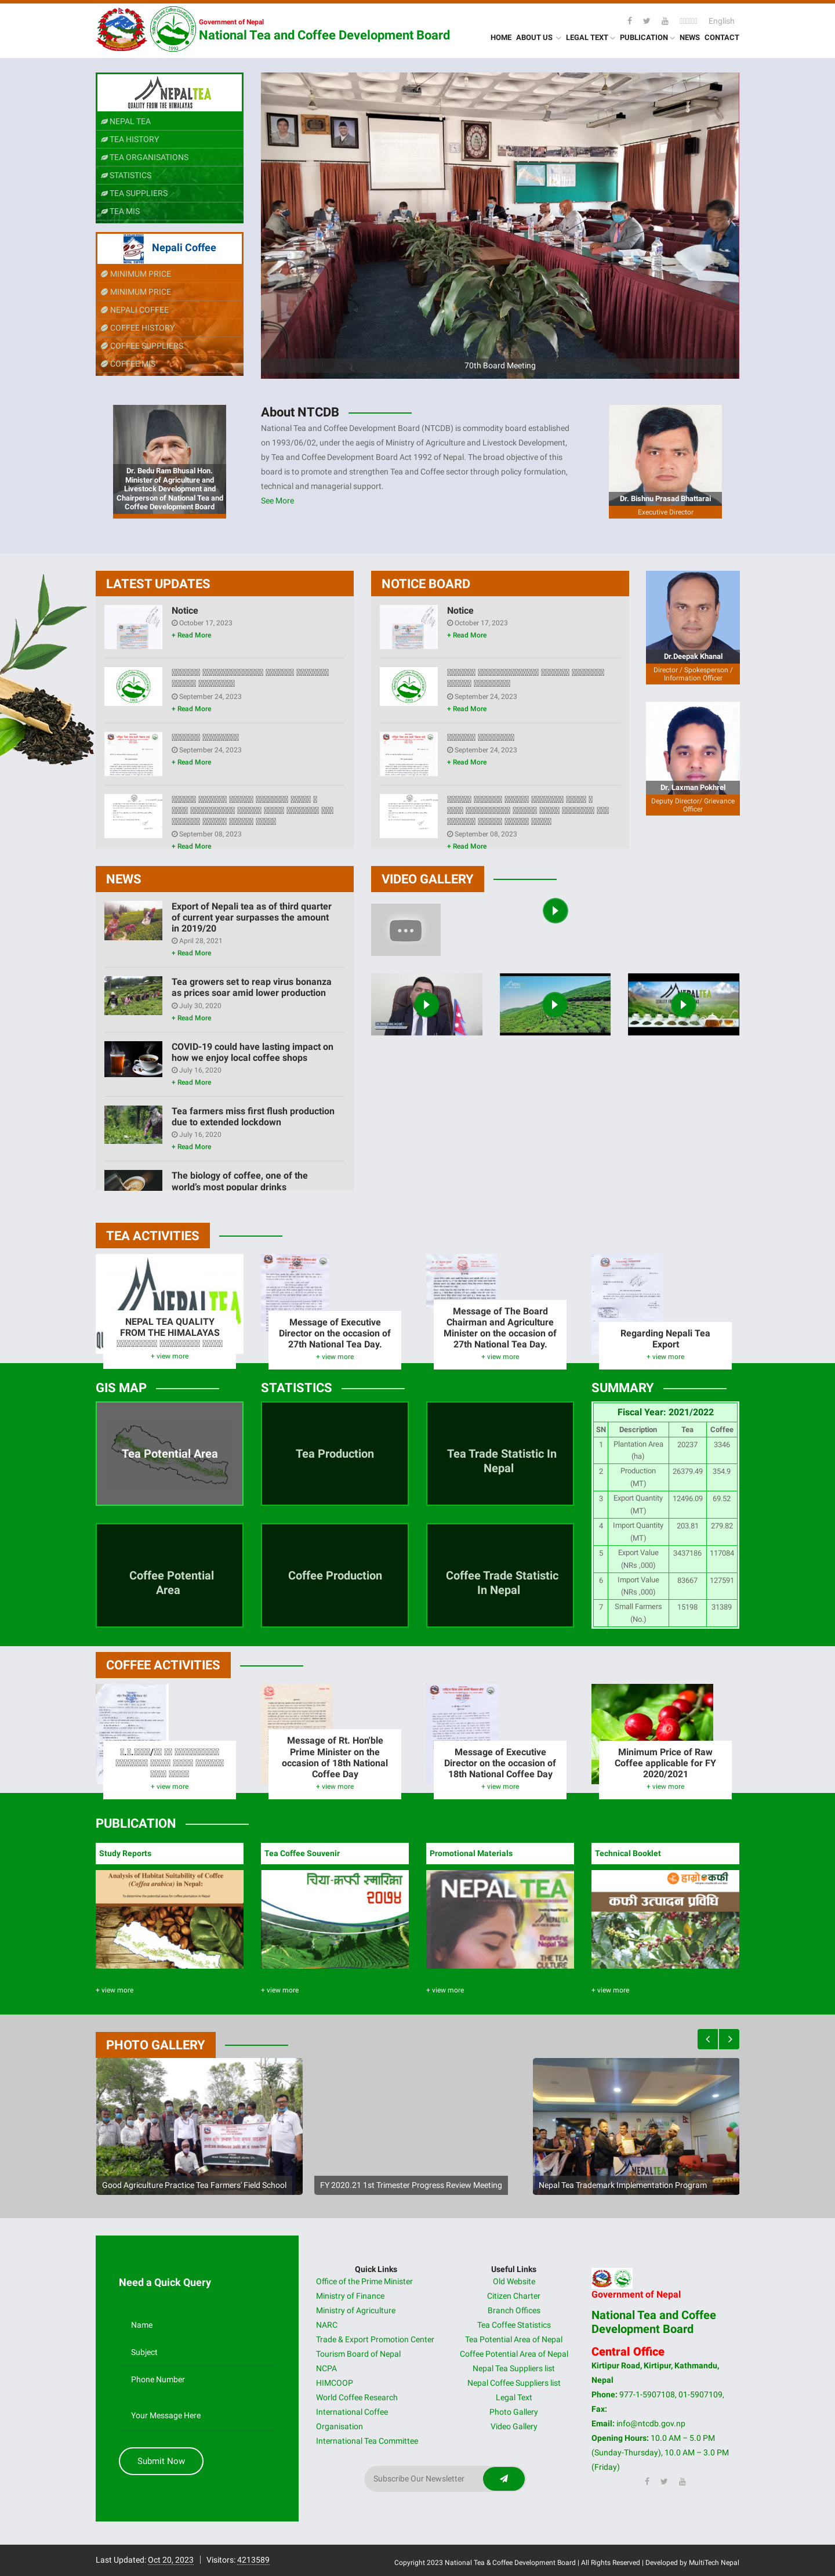 Government of Nepal
National Tea and Coffee Development Board
English
HOME ABOUT US LEGAL TEXT PUBLICATION NEWS CONTACT
NEPALTEA
QUALITY FROM THE HIMALAYAS
NEPAL TEA
TEA HISTORY
TEA ORGANISATIONS
STATISTICS
TEA SUPPLIERS
TEA MIS
Nepali Coffee
MINIMUM PRICE
MINIMUM PRICE
NEPALI COFFEE
COFFEE HISTORY
COFFEE SUPPLIERS
COFFEE MIS
70th Board Meeting
Dr. Bedu Ram Bhusal Hon.
Minister of Agriculture and
Livestock Development and
Chairperson of National Tea and
Coffee Development Board
About NTCDB
National Tea and Coffee Development Board (NTCDB) is commodity board established
on 1993/06/02, under the aegis of Ministry of Agriculture and Livestock Development,
by Tea and Coffee Development Board Act 1992 of Nepal. The broad objective of this
board is to promote and strengthen Tea and Coffee sector through policy formulation,
technical and managerial support.
See More
Dr. Bishnu Prasad Bhattarai
Executive Director
LATEST UPDATES
Notice
October 17, 2023
+ Read More
September 24, 2023
+ Read More
September 24, 2023
+ Read More
September 08, 2023
+ Read More
NOTICE BOARD
Notice
October 17, 2023
+ Read More
September 24, 2023
+ Read More
September 24, 2023
+ Read More
September 08, 2023
+ Read More
Dr.Deepak Khanal
Director / Spokesperson /
Information Officer
Dr. Laxman Pokhrel
Deputy Director/ Grievance
Officer
NEWS
Export of Nepali tea as of third quarter
of current year surpasses the amount
in 2019/20
April 28, 2021
+ Read More
Tea growers set to reap virus bonanza
as prices soar amid lower production
July 30, 2020
+ Read More
COVID-19 could have lasting impact on
how we enjoy local coffee shops
July 16, 2020
+ Read More
Tea farmers miss first flush production
due to extended lockdown
July 16, 2020
+ Read More
The biology of coffee, one of the
world's most popular drinks
VIDEO GALLERY
NEPALTEA
TEA ACTIVITIES
NEPAL TEA QUALITY
FROM THE HIMALAYAS
+ view more
Message of Executive
Director on the occasion of
27th National Tea Day.
+ view more
Message of The Board
Chairman and Agriculture
Minister on the occasion of
27th National Tea Day.
+ view more
Regarding Nepali Tea
Export
+ view more
GIS MAP
Tea Potential Area
Coffee Potential
Area
STATISTICS
Tea Production
Tea Trade Statistic In
Nepal
Coffee Production
Coffee Trade Statistic
In Nepal
SUMMARY
Fiscal Year: 2021/2022
SN Description Tea Coffee
1 Plantation Area (ha) 20237 3346
2 Production (MT) 26379.49 354.9
3 Export Quantity (MT) 12496.09 69.52
4 Import Quantity (MT) 203.81 279.82
5 Export Value (NRs ,000) 3437186 117084
6 Import Value (NRs ,000) 83667 127591
7 Small Farmers (No.) 15198 31389
COFFEE ACTIVITIES
+ view more
Message of Rt. Hon'ble
Prime Minister on the
occasion of 18th National
Coffee Day
+ view more
Message of Executive
Director on the occasion of
18th National Coffee Day
+ view more
Minimum Price of Raw
Coffee applicable for FY
2020/2021
+ view more
PUBLICATION
Study Reports
Analysis of Habitat Suitability of Coffee
(Coffea arabica) in Nepal:
To determine the potential areas for coffee plantation in Nepal
+ view more
Tea Coffee Souvenir
चिया-कफी स्मारिका
२०७४
+ view more
Promotional Materials
NEPAL TEA
Branding
Nepal Tea
THE TEA
CULTURE
+ view more
Technical Booklet
हाम्रो कफी
कफी उत्पादन प्रविधि
+ view more
PHOTO GALLERY
Good Agriculture Practice Tea Farmers' Field School
FY 2020.21 1st Trimester Progress Review Meeting
NEPALTEA
Nepal Tea Trademark Implementation Program
Need a Quick Query
Name
Subject
Phone Number
Your Message Here
Submit Now
Quick Links
Office of the Prime Minister
Ministry of Finance
Ministry of Agriculture
NARC
Trade & Export Promotion Center
Tourism Board of Nepal
NCPA
HIMCOOP
World Coffee Research
International Coffee
Organisation
International Tea Committee
Useful Links
Old Website
Citizen Charter
Branch Offices
Tea Coffee Statistics
Tea Potential Area of Nepal
Coffee Potential Area of Nepal
Nepal Tea Suppliers list
Nepal Coffee Suppliers list
Legal Text
Photo Gallery
Video Gallery
Subscribe Our Newsletter
Government of Nepal
National Tea and Coffee
Development Board
Central Office
Kirtipur Road, Kirtipur, Kathmandu,
Nepal
Phone: 977-1-5907108, 01-5907109,
Fax:
Email: info@ntcdb.gov.np
Opening Hours: 10.0 AM – 5.0 PM
(Sunday-Thursday), 10.0 AM – 3.0 PM
(Friday)
Last Updated: Oct 20, 2023 | Visitors: 4213589
Copyright 2023 National Tea & Coffee Development Board | All Rights Reserved | Developed by MultiTech Nepal